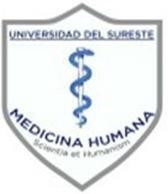 UNIVERSIDAD DEL SURESTE
MEDICINA HUMANA
Scientia et Humanism